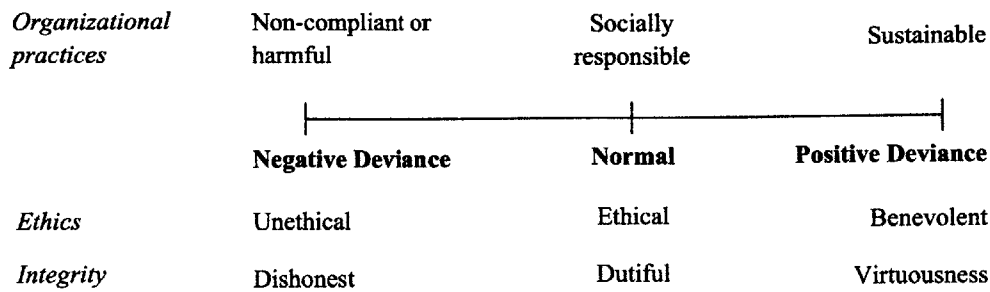 Organizational practices Non-compliant or harmful Socially responsible Sustainable
Negative Deviance Normal Positive Deviance
Ethics Unethical Ethical Benevolent
Integrity Dishonest Dutiful Virtuousness